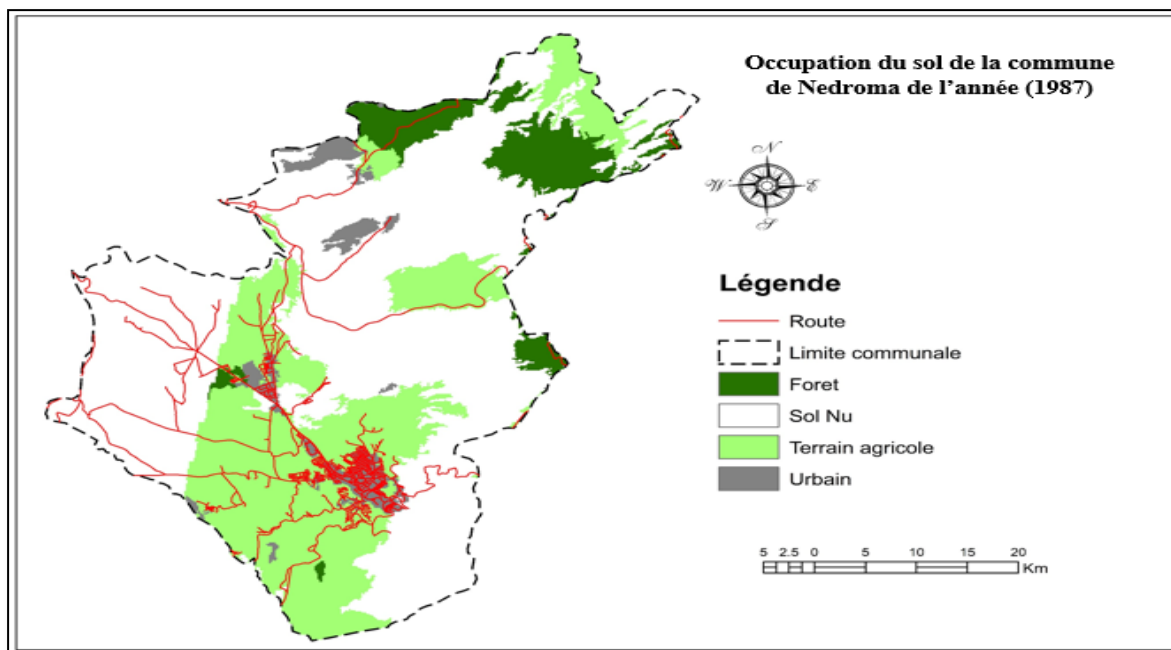 Occupation du sol de la commune
de Nedroma de l'année (1987)
N
W
E
S
Légende
Route
Limite communale
Foret
Sol Nu
Terrain agricole
Urbain
5 2.5 0 5 10 15 20
Km